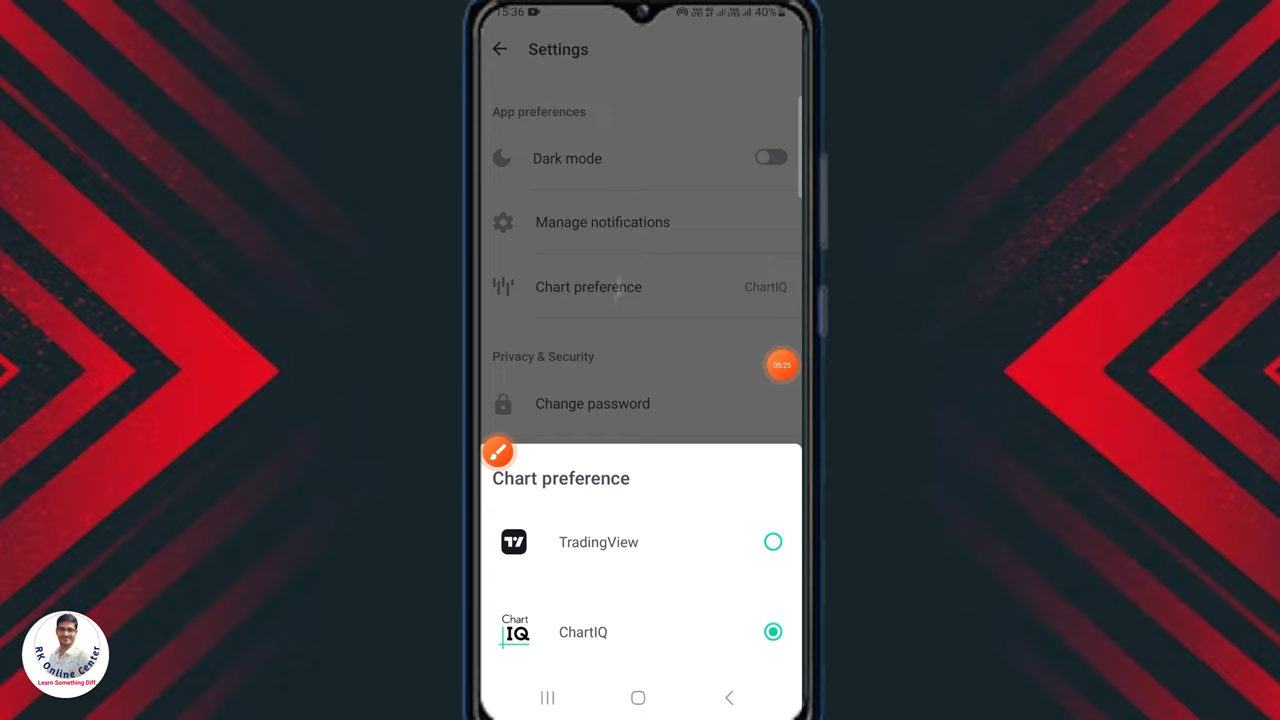 15:36
40%
Settings
App preferences
Dark mode
Manage notifications
Chart preference
ChartIQ
Privacy & Security
05:25
Change password
Chart preference
TradingView
Chart
IQ
ChartIQ
RK Online Center
Learn Something Diff